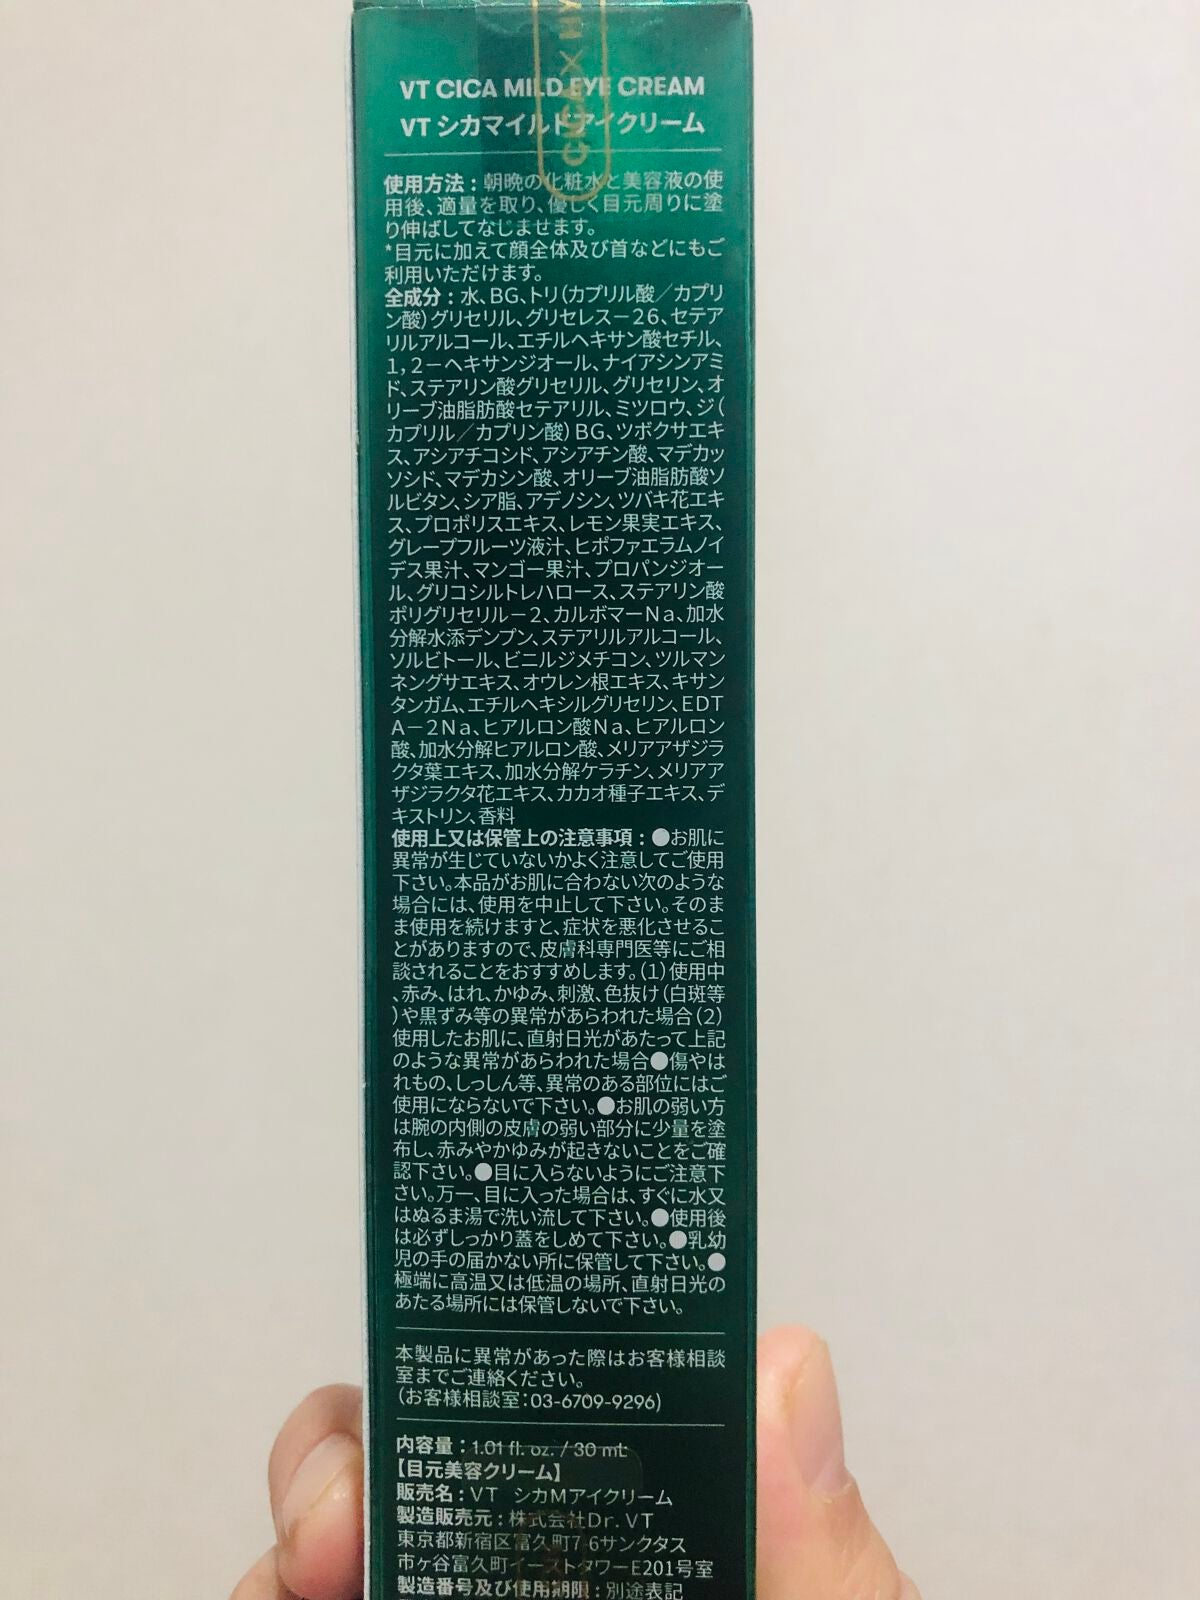 CICA × HY
VT CICA MILD EYE CREAM
VT シカマイルドアイクリーム
使用方法：朝晩の化粧水と美容液の使
用後、適量を取り、優しく目元周りに塗
り伸ばしてなじませます。
*目元に加えて顔全体及び首などにもご
利用いただけます。
全成分：水、BG、トリ（カプリル酸／カプリ
ン酸）グリセリル、グリセレス－26、セテア
リルアルコール、エチルヘキサン酸セチル、
1，2－ヘキサンジオール、ナイアシンアミ
ド、ステアリン酸グリセリル、グリセリン、オ
リーブ油脂肪酸セテアリル、ミツロウ、ジ（
カプリル／カプリン酸）BG、ツボクサエキ
ス、アシアチコシド、アシアチン酸、マデカッ
ソシド、マデカシン酸、オリーブ油脂肪酸ソ
ルビタン、シア脂、アデノシン、ツバキ花エキ
ス、プロポリスエキス、レモン果実エキス、
グレープフルーツ液汁、ヒポファエラムノイ
デス果汁、マンゴー果汁、プロパンジオー
ル、グリコシルトレハロース、ステアリン酸
ポリグリセリル－2、カルボマーNa、加水
分解水添デンプン、ステアリルアルコール、
ソルビトール、ビニルジメチコン、ツルマン
ネングサエキス、オウレン根エキス、キサン
タンガム、エチルヘキシルグリセリン、EDT
A－2Na、ヒアルロン酸Na、ヒアルロン
酸、加水分解ヒアルロン酸、メリアアザジラ
クタ葉エキス、加水分解ケラチン、メリアア
ザジラクタ花エキス、カカオ種子エキス、デ
キストリン、香料
使用上又は保管上の注意事項：●お肌に
異常が生じていないかよく注意してご使用
下さい。本品がお肌に合わない次のような
場合には、使用を中止して下さい。そのま
ま使用を続けますと、症状を悪化させるこ
とがありますので、皮膚科専門医等にご相
談されることをおすすめします。（1）使用中
、赤み、はれ、かゆみ、刺激、色抜け（白斑等
）や黒ずみ等の異常があらわれた場合（2）
使用したお肌に、直射日光があたって上記
のような異常があらわれた場合●傷やは
れもの、しっしん等、異常のある部位にはご
使用にならないで下さい。●お肌の弱い方
は腕の内側の皮膚の弱い部分に少量を塗
布し、赤みやかゆみが起きないことをご確
認下さい。●目に入らないようにご注意下
さい。万一、目に入った場合は、すぐに水又
はぬるま湯で洗い流して下さい。●使用後
は必ずしっかり蓋をしめて下さい。●乳幼
児の手の届かない所に保管して下さい。●
極端に高温又は低温の場所、直射日光の
あたる場所には保管しないで下さい。
本製品に異常があった際はお客様相談
室までご連絡ください。
（お客様相談室：03-6709-9296）
内容量：1.01 fl. oz. / 30 mL
【目元美容クリーム】
販売名：VT　シカMアイクリーム
製造販売元：株式会社Dr. VT
東京都新宿区富久町7-6サンクタス
市ヶ谷富久町イーストタワーE201号室
製造番号及び使用期限：別途表記